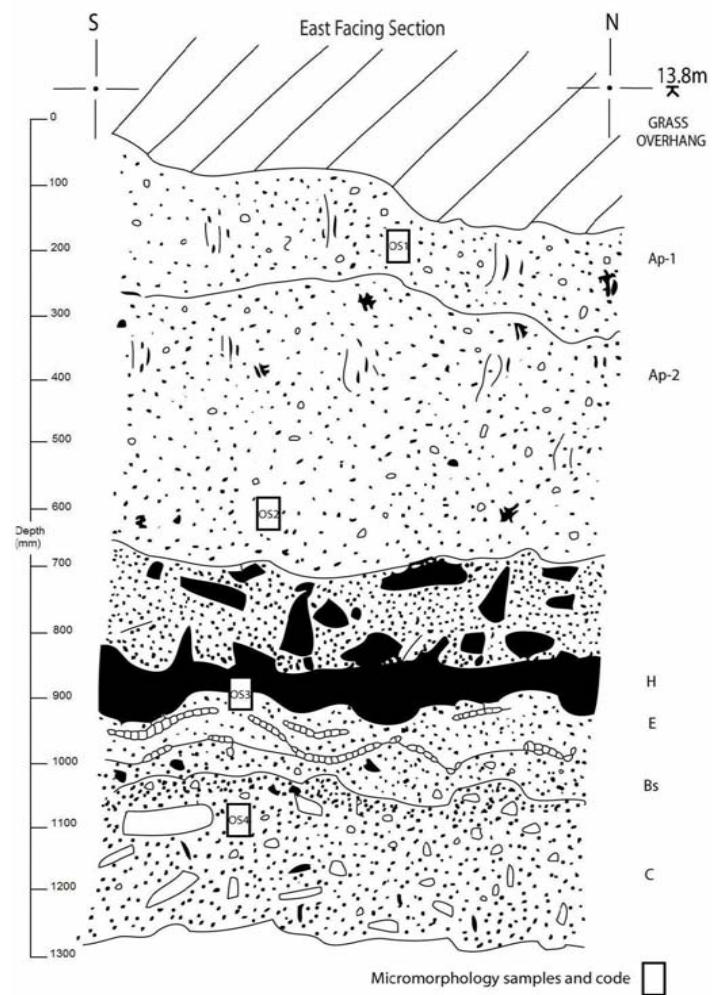 East Facing Section
S
N
13.8m
GRASS
OVERHANG
0
100
200
300
400
500
600
Depth
(mm)
700
800
900
1000
1100
1200
1300
OS1
OS2
OS3
OS4
Ap-1
Ap-2
H
E
Bs
C
Micromorphology samples and code